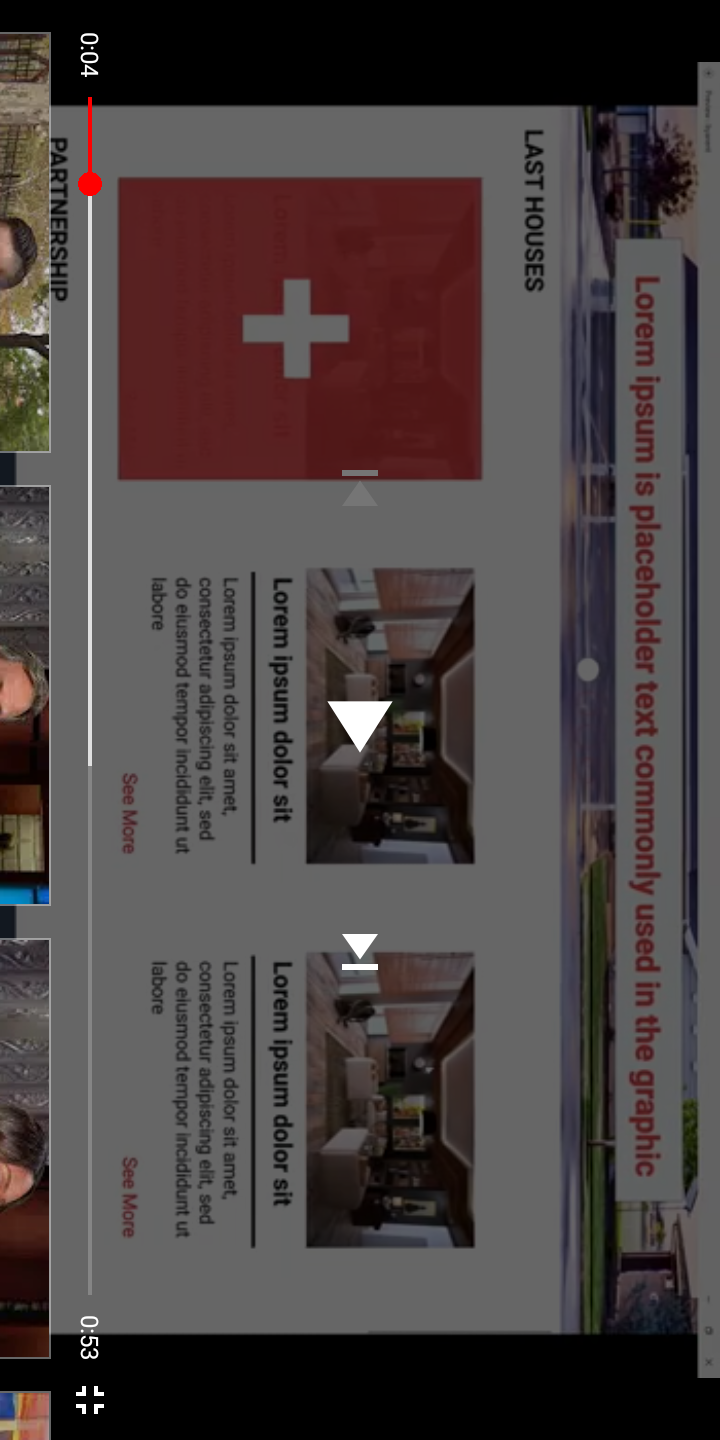 Preview - byaxant
Lorem ipsum is placeholder text commonly used in the graphic
LAST HOUSES
Lorem ipsum dolor sit
Lorem ipsum dolor sit amet,
consectetur adipiscing elit, sed
do eiusmod tempor incididunt ut
labore
See More
Lorem ipsum dolor sit
Lorem ipsum dolor sit amet,
consectetur adipiscing elit, sed
do eiusmod tempor incididunt ut
labore
See More
PARTNERSHIP
0:04
0:53